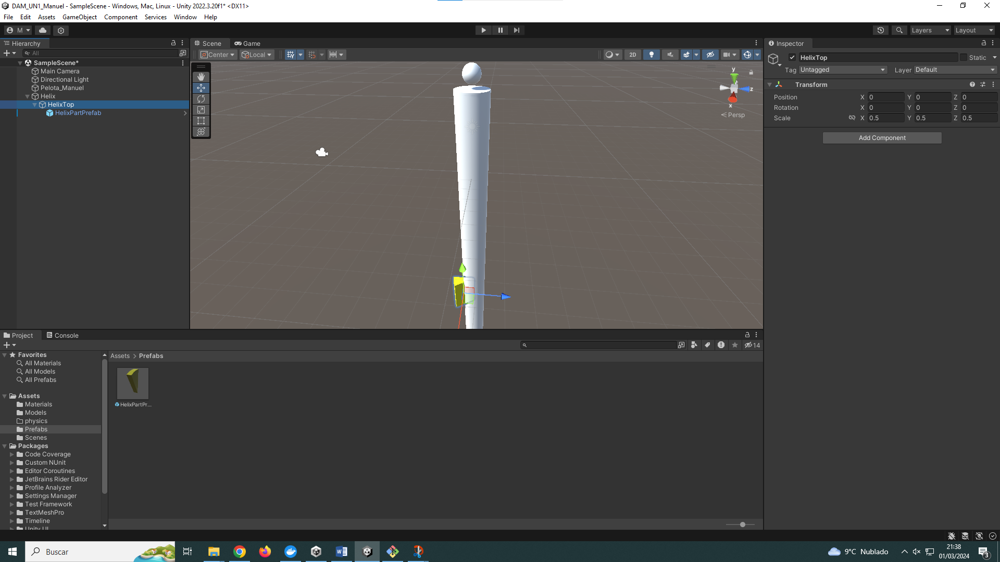 DAM_UN1_Manuel - SampleScene - Windows, Mac, Linux - Unity 2022.3.20f1* <DX11>
File Edit Assets GameObject Component Services Window Help
M Layers Layout
Hierarchy
All
SampleScene*
Main Camera
Directional Light
Pelota_Manuel
Helix
HelixTop
HelixPartPrefab
Scene Game
Center Local 2D
y
z
x
Persp
Inspector
HelixTop Static
Tag Untagged Layer Default
Transform
Position X 0 Y 0 Z 0
Rotation X 0 Y 0 Z 0
Scale X 0.5 Y 0.5 Z 0.5
Add Component
Project Console
14
Favorites
All Materials
All Models
All Prefabs
Assets
Materials
Models
physics
Prefabs
Scenes
Packages
Code Coverage
Custom NUnit
Editor Coroutines
JetBrains Rider Editor
Profile Analyzer
Settings Manager
Test Framework
TextMeshPro
Timeline
Unity UI
Assets > Prefabs
HelixPartPr...
Buscar
9°C Nublado
21:38
01/03/2024
3